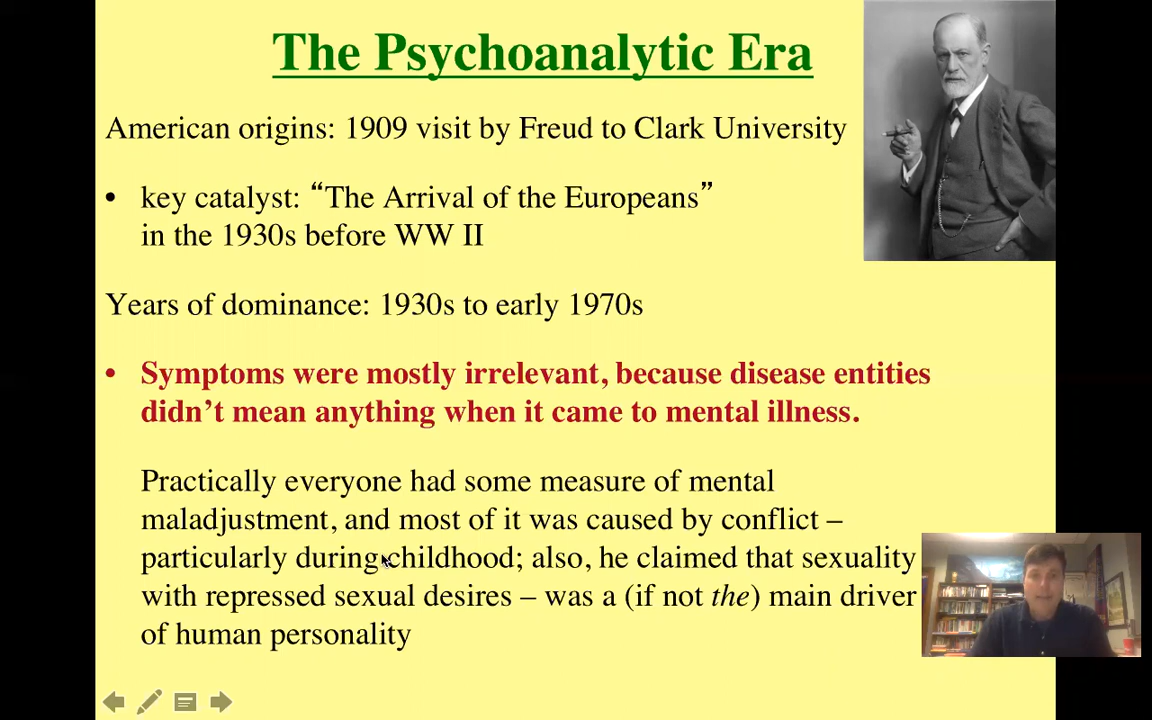 The Psychoanalytic Era
American origins: 1909 visit by Freud to Clark University
• key catalyst: “The Arrival of the Europeans”
in the 1930s before WW II
Years of dominance: 1930s to early 1970s
• Symptoms were mostly irrelevant, because disease entities
didn’t mean anything when it came to mental illness.
Practically everyone had some measure of mental
maladjustment, and most of it was caused by conflict –
particularly during childhood; also, he claimed that sexuality
with repressed sexual desires – was a (if not the) main driver
of human personality